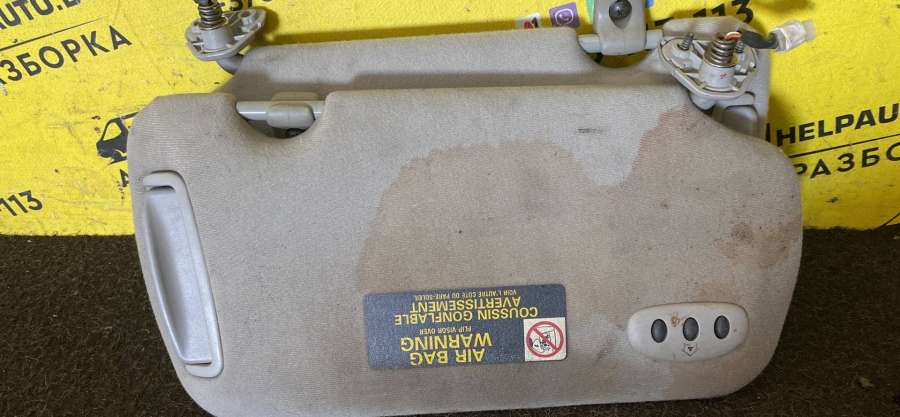 AUTO.B
РАЗБОРКА
113
113
HELPAU
РАЗБОР
AIR BAG
WARNING
FLIP VISOR OVER
COUSSIN GONFLABLE
AVERTISSEMENT
VOIR L'AUTRE COTE DU PARE-SOLEIL